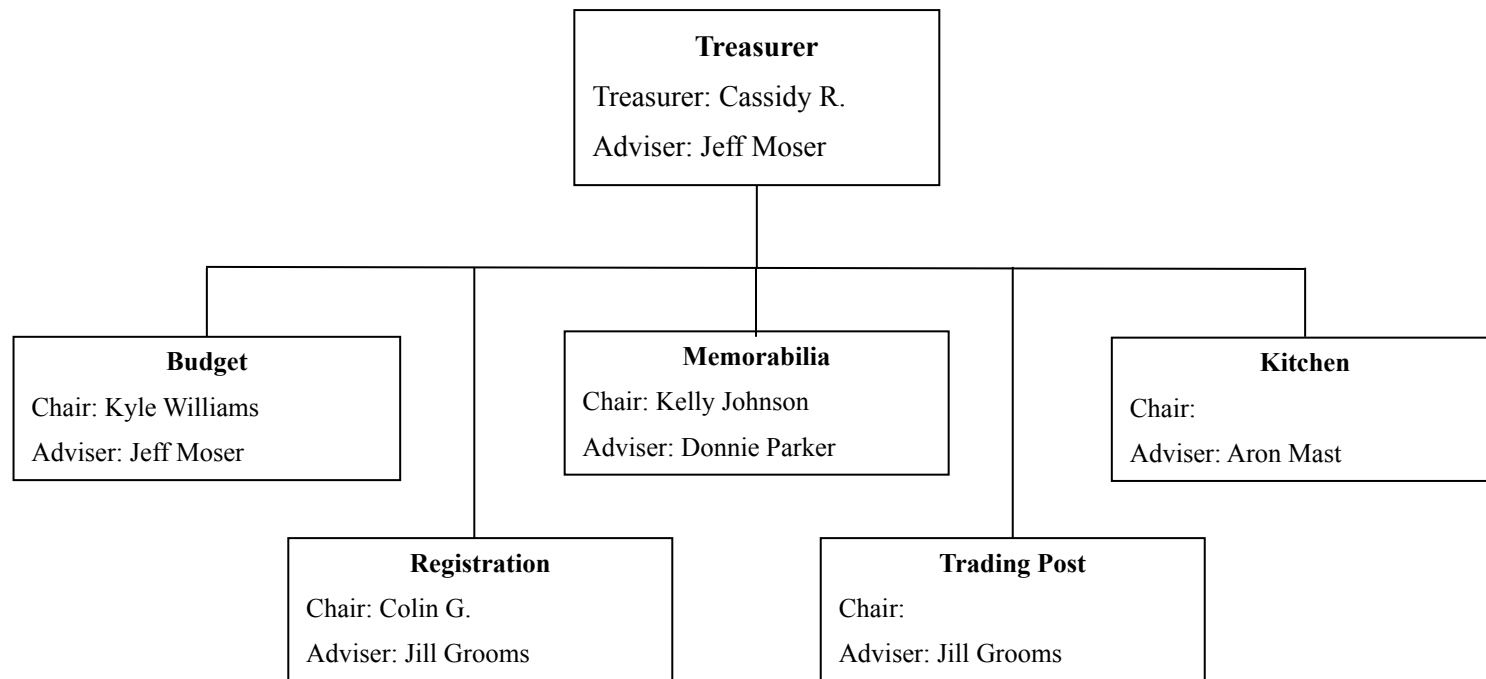 Treasurer
Treasurer: Cassidy R.
Adviser: Jeff Moser
Budget
Chair: Kyle Williams
Adviser: Jeff Moser
Memorabilia
Chair: Kelly Johnson
Adviser: Donnie Parker
Kitchen
Chair:
Adviser: Aron Mast
Registration
Chair: Colin G.
Adviser: Jill Grooms
Trading Post
Chair:
Adviser: Jill Grooms